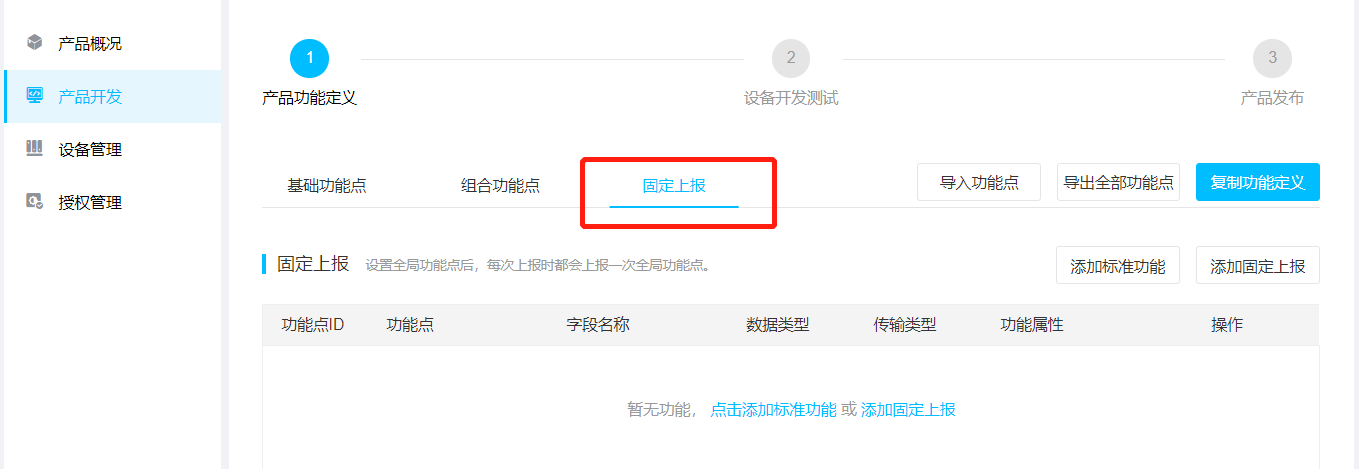 产品概况
产品开发
设备管理
授权管理
1
2
3
产品功能定义
设备开发测试
产品发布
基础功能点
组合功能点
固定上报
导入功能点
导出全部功能点
复制功能定义
固定上报
设置全局功能点后，每次上报时都会上报一次全局功能点。
添加标准功能
添加固定上报
功能点ID 功能点 字段名称 数据类型 传输类型 功能属性 操作
暂无功能， 点击添加标准功能 或 添加固定上报